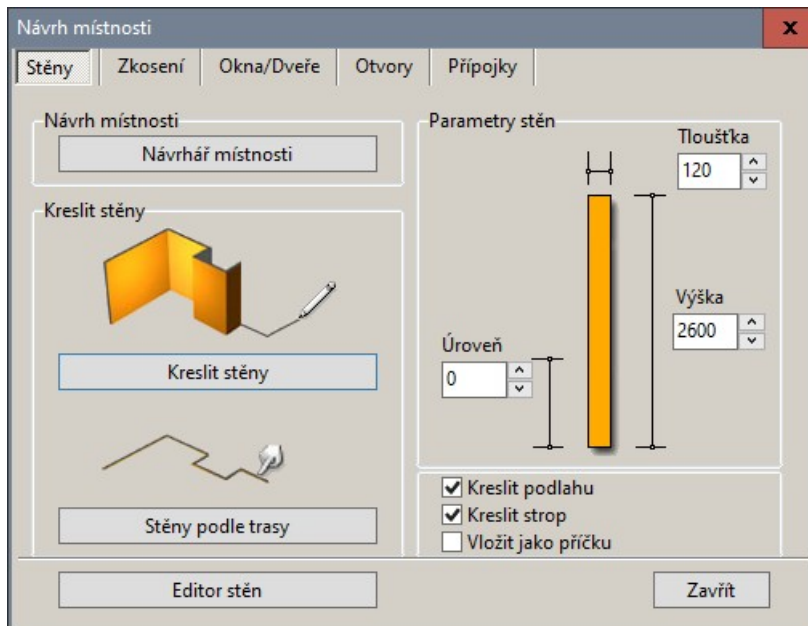 Návrh místnosti
x
Stěny Zkosení Okna/Dveře Otvory Přípojky
Návrh místnosti
Návrhář místnosti
Kreslit stěny
Kreslit stěny
Stěny podle trasy
Editor stěn
Parametry stěn
Tloušťka
120
Výška
2600
Úroveň
0
Kreslit podlahu
Kreslit strop
Vložit jako příčku
Zavřít